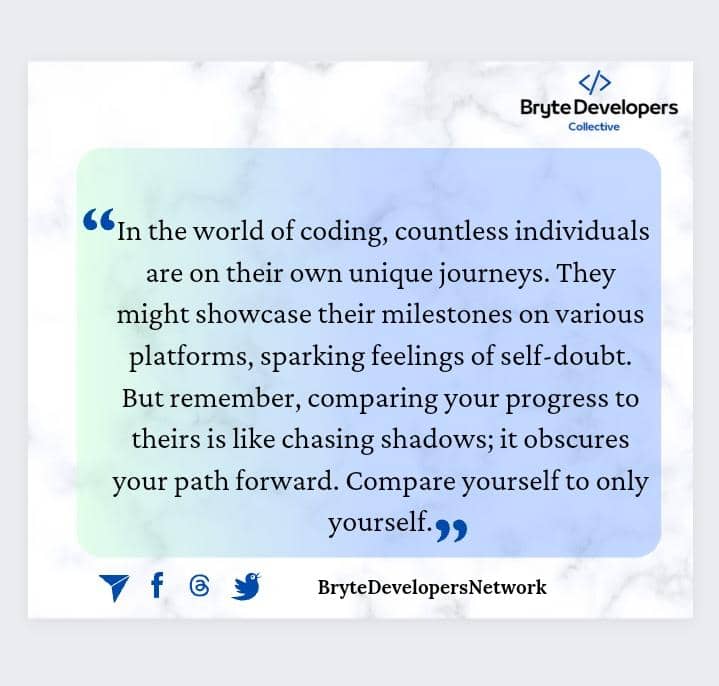 </>
Bryte Developers
Collective
“In the world of coding, countless individuals
are on their own unique journeys. They
might showcase their milestones on various
platforms, sparking feelings of self-doubt.
But remember, comparing your progress to
theirs is like chasing shadows; it obscures
your path forward. Compare yourself to only
yourself.”
BryteDevelopersNetwork